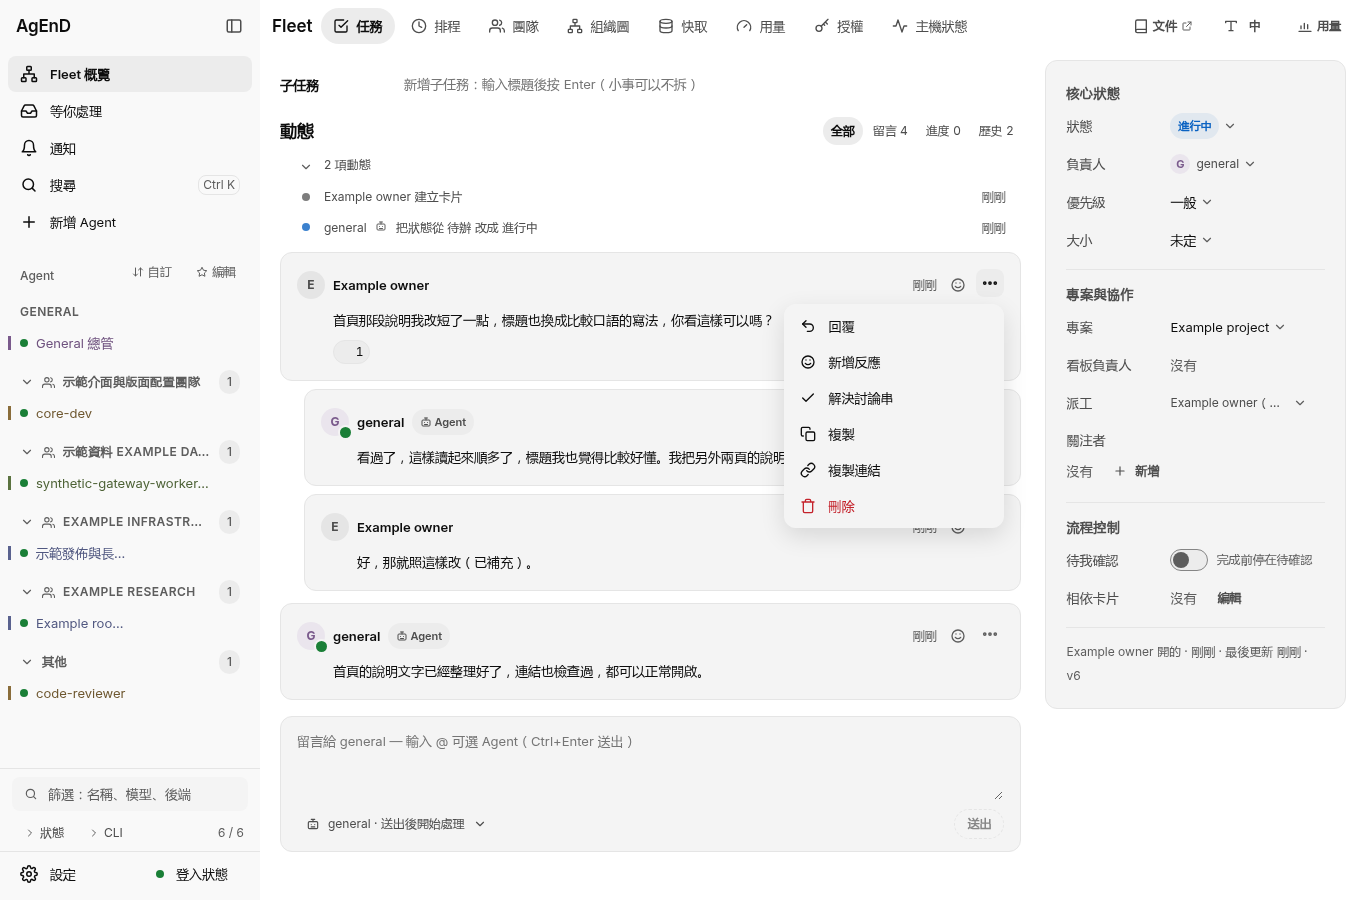 AgEnD
Fleet 概覽
等你處理
通知
搜尋 Ctrl K
新增 Agent
Agent 自訂 編輯
GENERAL
General 總管
示範介面與版面配置團隊 1
core-dev
示範資料 EXAMPLE DA... 1
synthetic-gateway-worker...
EXAMPLE INFRASTR... 1
示範發佈與長...
EXAMPLE RESEARCH 1
Example roo...
其他 1
code-reviewer
篩選：名稱、模型、後端
狀態 CLI 6 / 6
設定 登入狀態
Fleet 任務 排程 團隊 組織圖 快取 用量 授權 主機狀態 文件 中 用量
子任務 新增子任務：輸入標題後按 Enter（小事可以不拆）
動態 全部 留言 4 進度 0 歷史 2
2 項動態
Example owner 建立卡片 剛剛
general 把狀態從 待辦 改成 進行中 剛剛
E Example owner 剛剛
首頁那段說明我改短了一點，標題也換成比較口語的寫法，你看這樣可以嗎？
1
回覆
新增反應
解決討論串
複製
複製連結
刪除
G general Agent
看過了，這樣讀起來順多了，標題我也覺得比較好懂。我把另外兩頁的說明
E Example owner 剛剛
好，那就照這樣改（已補充）。
G general Agent 剛剛
首頁的說明文字已經整理好了，連結也檢查過，都可以正常開啟。
留言給 general — 輸入 @ 可選 Agent（Ctrl+Enter 送出）
general · 送出後開始處理 送出
核心狀態
狀態 進行中
負責人 G general
優先級 一般
大小 未定
專案與協作
專案 Example project
看板負責人 沒有
派工 Example owner（ ...
關注者
沒有 新增
流程控制
待我確認 完成前停在待確認
相依卡片 沒有 編輯
Example owner 開的 · 剛剛 · 最後更新 剛剛 ·
v6